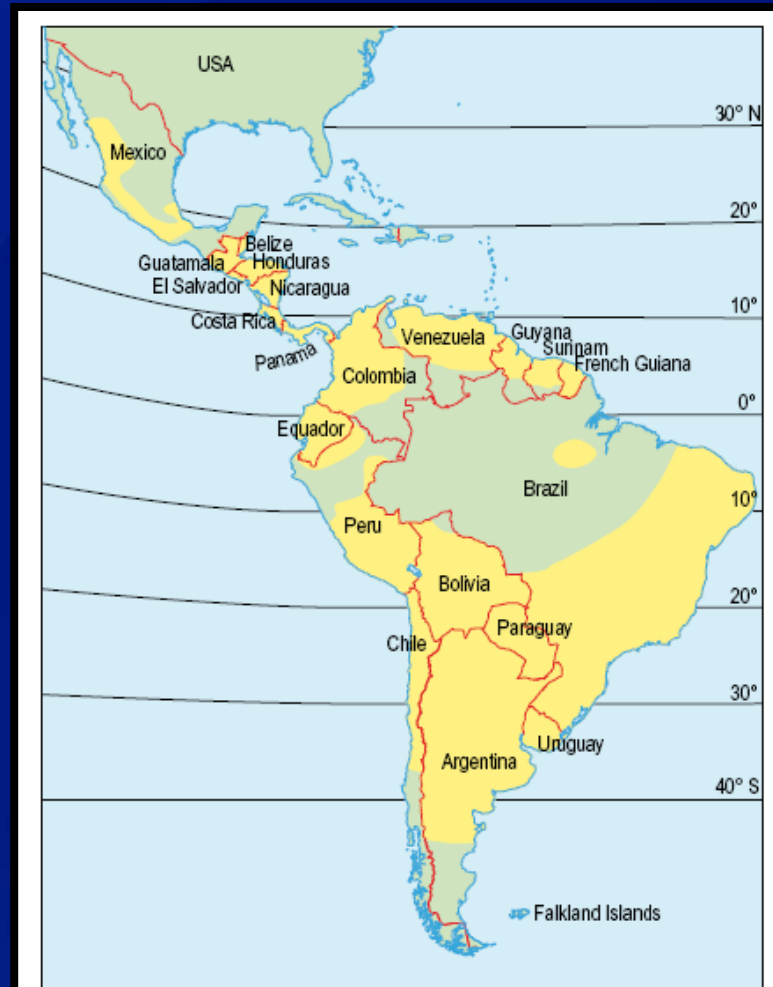 USA
30° N
Mexico
20°
Belize
Guatamala
Honduras
El Salvador
Nicaragua
10°
Costa Rica
Venezuela
Guyana
Surinam
Panama
French Guiana
Colombia
0°
Equador
Brazil
10°
Peru
Bolivia
20°
Paraguay
Chile
30°
Uruguay
Argentina
40° S
Falkland Islands